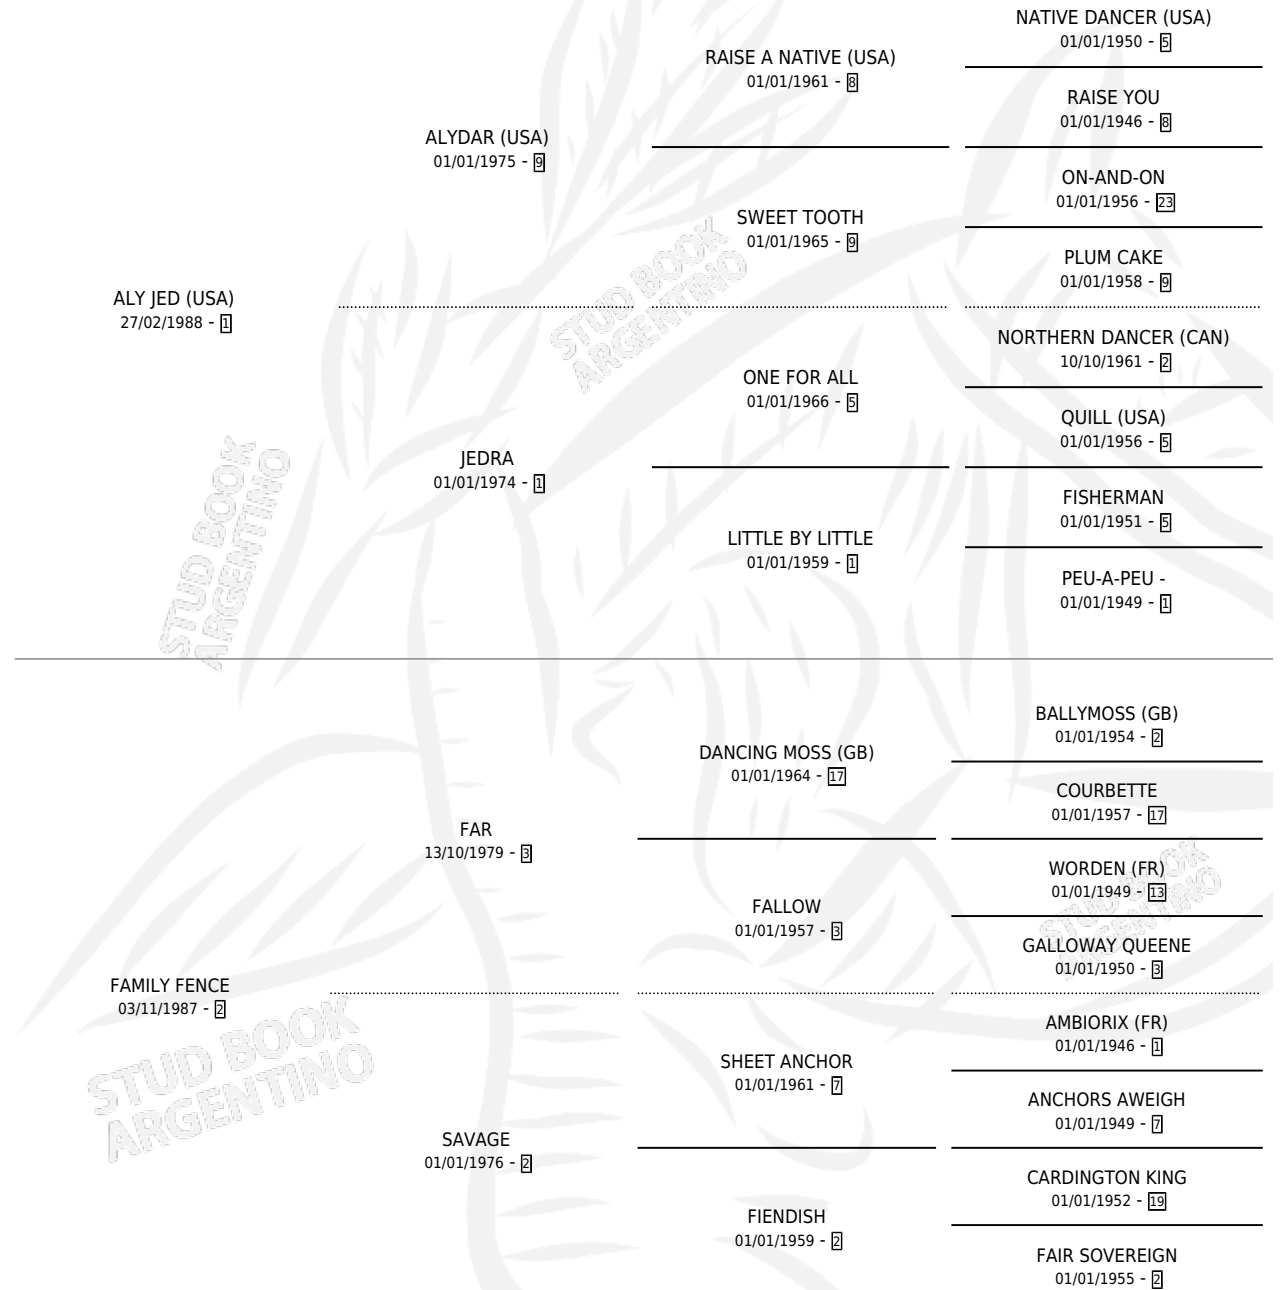 NATIVE DANCER (USA)
01/01/1950 - 5
RAISE A NATIVE (USA)
01/01/1961 - 8
RAISE YOU
01/01/1946 - 8
ALYDAR (USA)
01/01/1975 - 9
ON-AND-ON
01/01/1956 - 23
SWEET TOOTH
01/01/1965 - 9
PLUM CAKE
01/01/1958 - 9
ALY JED (USA)
27/02/1988 - 1
STUD BOOK
ARGENTINO
NORTHERN DANCER (CAN)
10/10/1961 - 2
ONE FOR ALL
01/01/1966 - 5
QUILL (USA)
01/01/1956 - 5
JEDRA
01/01/1974 - 1
FISHERMAN
01/01/1951 - 5
LITTLE BY LITTLE
01/01/1959 - 1
PEU-A-PEU -
01/01/1949 - 1
STUD BOOK
ARGENTINO
BALLYMOSS (GB)
01/01/1954 - 2
DANCING MOSS (GB)
01/01/1964 - 17
COURBETTE
01/01/1957 - 17
FAR
13/10/1979 - 3
WORDEN (FR)
01/01/1949 - 13
FALLOW
01/01/1957 - 3
GALLOWAY QUEENE
01/01/1950 - 3
STUD BOOK
ARGENTINO
FAMILY FENCE
03/11/1987 - 2
AMBIORIX (FR)
01/01/1946 - 1
SHEET ANCHOR
01/01/1961 - 7
ANCHORS AWEIGH
01/01/1949 - 7
STUD BOOK
ARGENTINO
SAVAGE
01/01/1976 - 2
CARDINGTON KING
01/01/1952 - 19
FIENDISH
01/01/1959 - 2
FAIR SOVEREIGN
01/01/1955 - 2